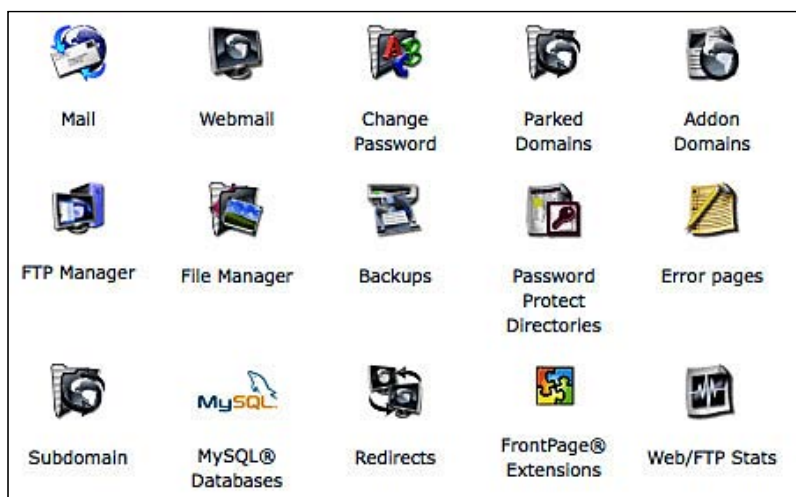 Mail
Webmail
Change
Password
Parked
Domains
Addon
Domains
FTP Manager
File Manager
Backups
Password
Protect
Directories
Error pages
Subdomain
MySQL
MySQL®
Databases
Redirects
FrontPage®
Extensions
Web/FTP Stats